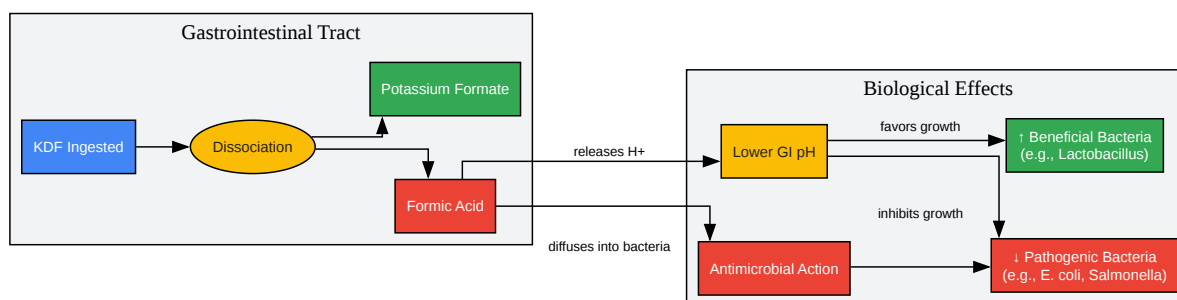 Gastrointestinal Tract
KDF Ingested
Dissociation
Potassium Formate
Formic Acid
releases H+
diffuses into bacteria
Biological Effects
Lower GI pH
favors growth
↑ Beneficial Bacteria
(e.g., Lactobacillus)
inhibits growth
Antimicrobial Action
↓ Pathogenic Bacteria
(e.g., E. coli, Salmonella)